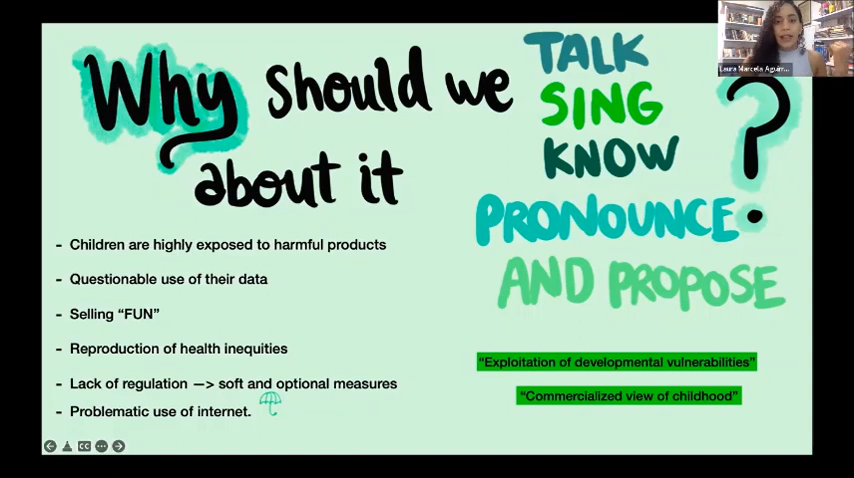 Why should we
about it
TALK
SING
KNOW
PRONOUNCE
AND PROPOSE
?
- Children are highly exposed to harmful products
- Questionable use of their data
- Selling “FUN”
- Reproduction of health inequities
- Lack of regulation —> soft and optional measures
- Problematic use of internet.
“Exploitation of developmental vulnerabilities”
“Commercialized view of childhood”
Laura Marcela Aguirr...
CC